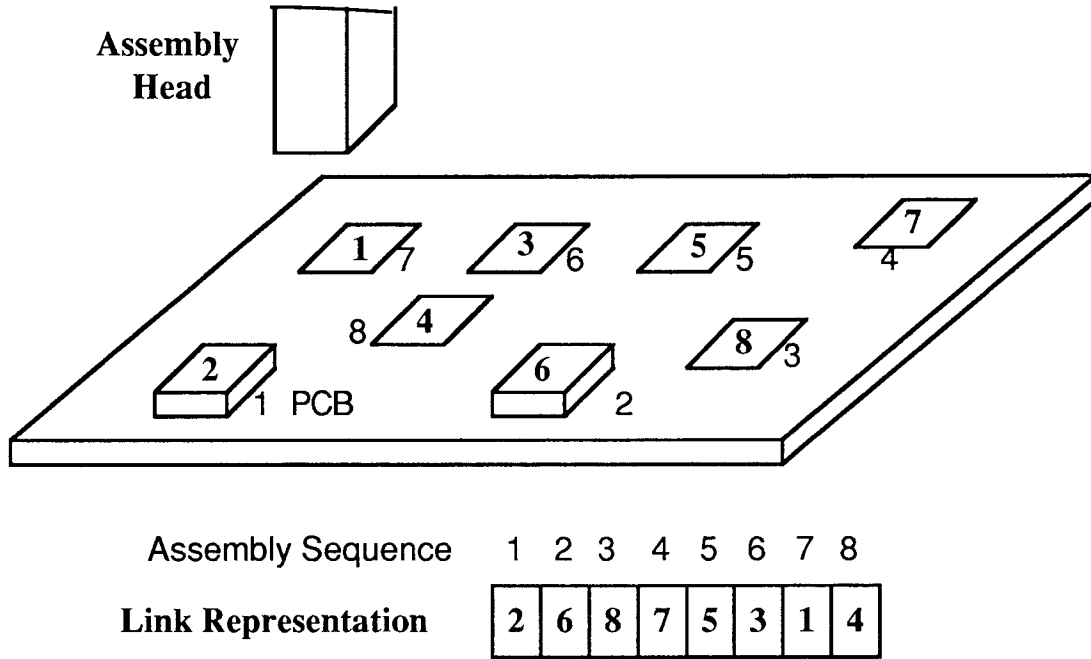 Assembly
Head
1 3 5 7
7 6 5 4
4
8
8
3
2 6
1 PCB 2
Assembly Sequence 1 2 3 4 5 6 7 8
Link Representation 2 6 8 7 5 3 1 4